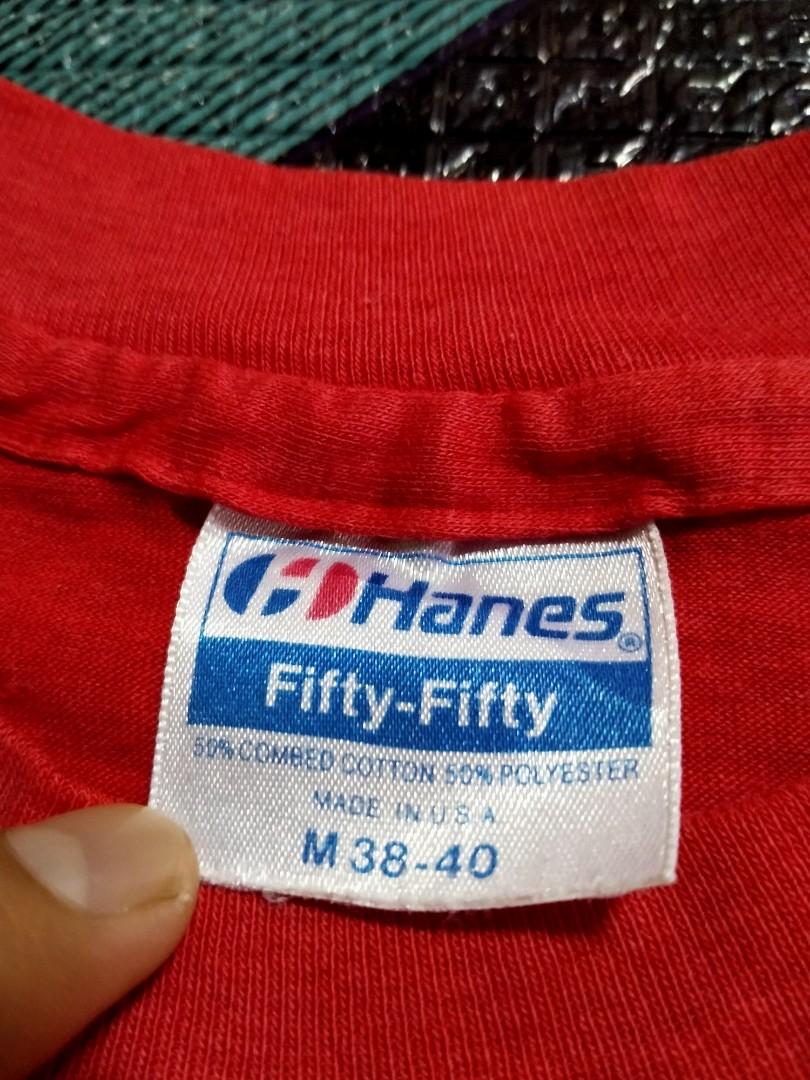 Hanes®
Fifty-Fifty
50% COMBED COTTON 50% POLYESTER
MADE IN U S A
M 38-40